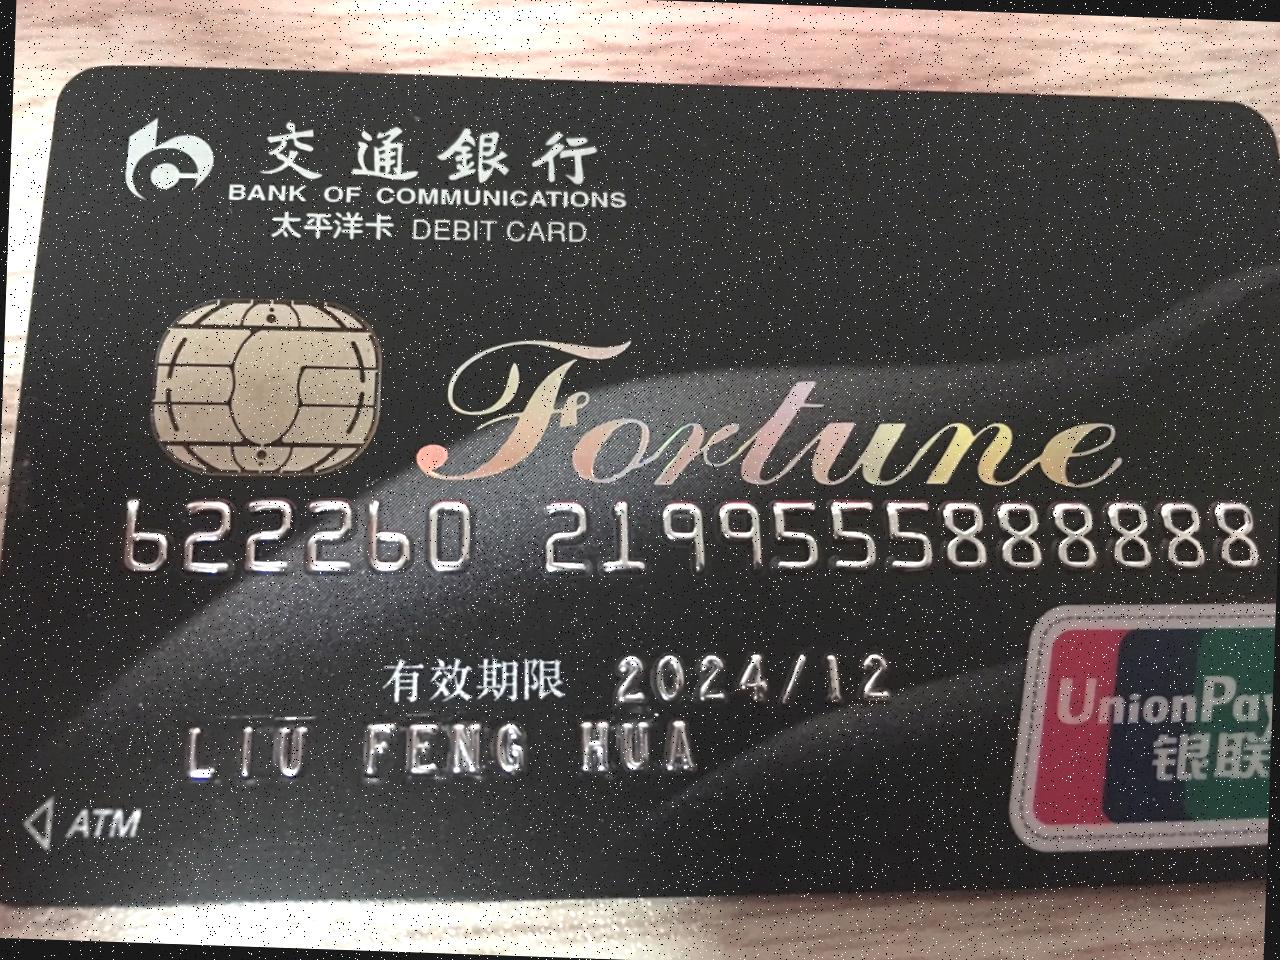 交通銀行
BANK OF COMMUNICATIONS
太平洋卡 DEBIT CARD
Fortune
622260 2199555888888
有效期限 2024/12
LIU FENG HUA
ATM
UnionPay
银联